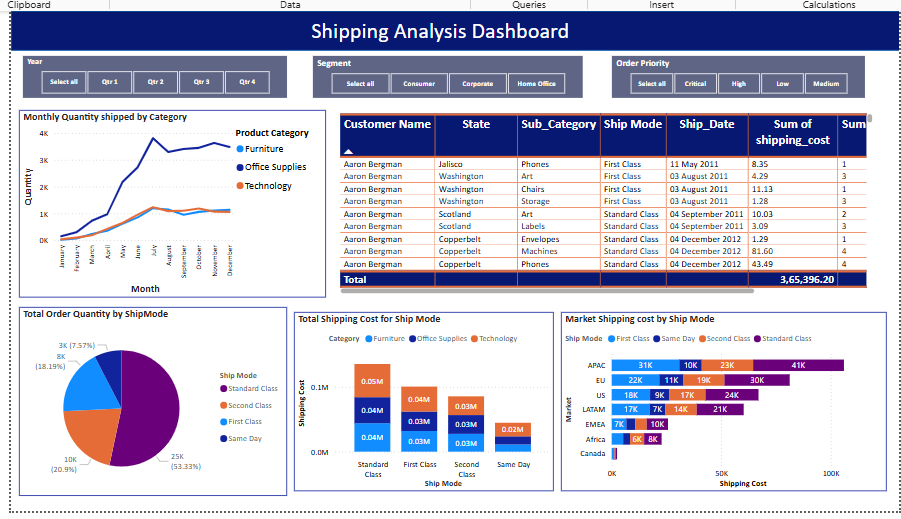 Clipboard Data Queries Insert Calculations
Shipping Analysis Dashboard
Year
Select all Qtr 1 Qtr 2 Qtr 3 Qtr 4
Segment
Select all Consumer Corporate Home Office
Order Priority
Select all Critical High Low Medium
Monthly Quantity shipped by Category
4K
3K
2K
1K
0K
Quantity
January February March April May June July August September October November December
Month
Product Category
Furniture
Office Supplies
Technology
Customer Name State Sub_Category Ship Mode Ship_Date Sum of Sum
shipping_cost
Aaron Bergman Jalisco Phones First Class 11 May 2011 8.35 1
Aaron Bergman Washington Art First Class 03 August 2011 4.29 3
Aaron Bergman Washington Chairs First Class 03 August 2011 11.13 1
Aaron Bergman Washington Storage First Class 03 August 2011 1.28 3
Aaron Bergman Scotland Art Standard Class 04 September 2011 10.03 2
Aaron Bergman Scotland Labels Standard Class 04 September 2011 3.09 3
Aaron Bergman Copperbelt Envelopes Standard Class 04 December 2012 1.29 1
Aaron Bergman Copperbelt Machines Standard Class 04 December 2012 81.60 4
Aaron Bergman Copperbelt Phones Standard Class 04 December 2012 43.49 4
Total 3,65,396.20
Total Order Quantity by ShipMode
3K (7.57%)
8K
(18.19%)
10K
(20.9%)
25K
(53.33%)
Ship Mode
Standard Class
Second Class
First Class
Same Day
Total Shipping Cost for Ship Mode
Category Furniture Office Supplies Technology
Shipping Cost
0.1M
0.0M
0.05M 0.04M 0.04M
0.04M 0.03M 0.03M
0.03M 0.03M 0.03M
0.02M
Standard First Class Second Same Day
Class Class
Ship Mode
Market Shipping cost by Ship Mode
Ship Mode First Class Same Day Second Class Standard Class
Market
APAC 31K 10K 23K 41K
EU 22K 11K 19K 30K
US 18K 9K 17K 24K
LATAM 17K 7K 14K 21K
EMEA 7K 10K
Africa 6K 8K
Canada
0K 50K 100K
Shipping Cost